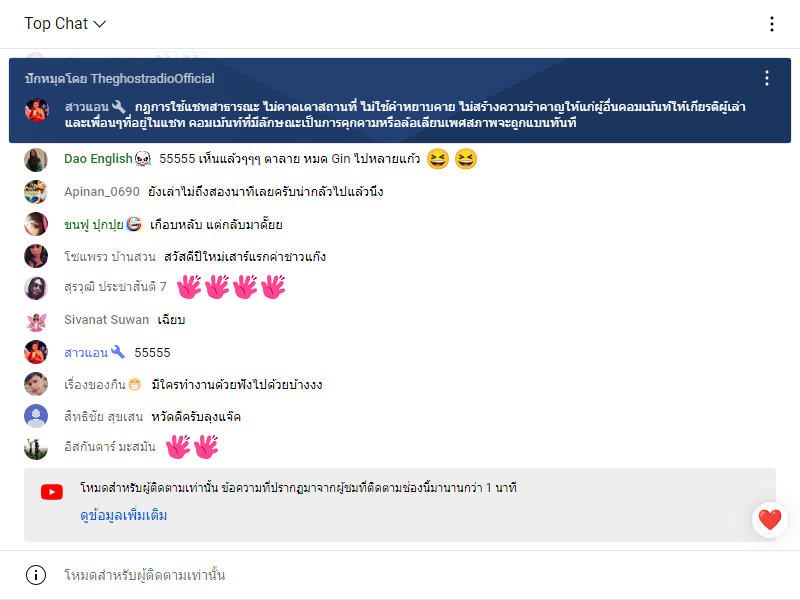 Top Chat
ปักหมุดโดย TheghostradioOfficial
สาวแอน กฏการใช้แชทสาธารณะ ไม่คาดเดาสถานที่ ไม่ใช้คำหยาบคาย ไม่สร้างความรำคาญให้แก่ผู้อื่นคอมเม้นท์ให้เกียรติผู้เล่า
และเพื่อนๆที่อยู่ในแชท คอมเม้นท์ที่มีลักษณะเป็นการคุกคามหรือล้อเลียนเพศสภาพจะถูกแบนทันที
Dao English 55555 เห็นแล้วๆๆๆ ตาลาย หมด Gin ไปหลายแก้ว
Apinan_0690 ยังเล่าไม่ถึงสองนาทีเลยครับน่ากลัวไปแล้วนึ่ง
ขนฟู ปุกปุย เกือบหลับ แต่กลับมาดั้ยย
โซแพรว บ้านสวน สวัสดีปีใหม่เสาร์แรกค่าชาวแก๊ง
สุรวุฒิ ประชาสันติ 7
Sivanat Suwan เฉียบ
สาวแอน 55555
เรื่องของกิน มีใครทำงานด้วยฟังไปด้วยบ้างงง
สิทธิชัย สุขเสน หวัดดีครับลุงแจ๊ค
อิสกันดาร์ มะสมัน
โหมดสำหรับผู้ติดตามเท่านั้น ข้อความที่ปรากฏมาจากผู้ชมที่ติดตามช่องนี้มานานกว่า 1 นาที
ดูข้อมูลเพิ่มเติม
โหมดสำหรับผู้ติดตามเท่านั้น